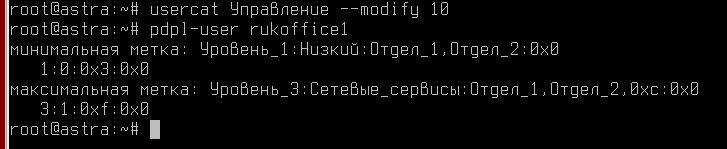 root@astra:~# usercat Управление --modify 10
root@astra:~# pdpl-user rukoffice1
минимальная метка: Уровень_1:Низкий:Отдел_1,Отдел_2:0x0
1:0:0x3:0x0
максимальная метка: Уровень_3:Сетевые_сервисы:Отдел_1,Отдел_2,0xc:0x0
3:1:0xf:0x0
root@astra:~#